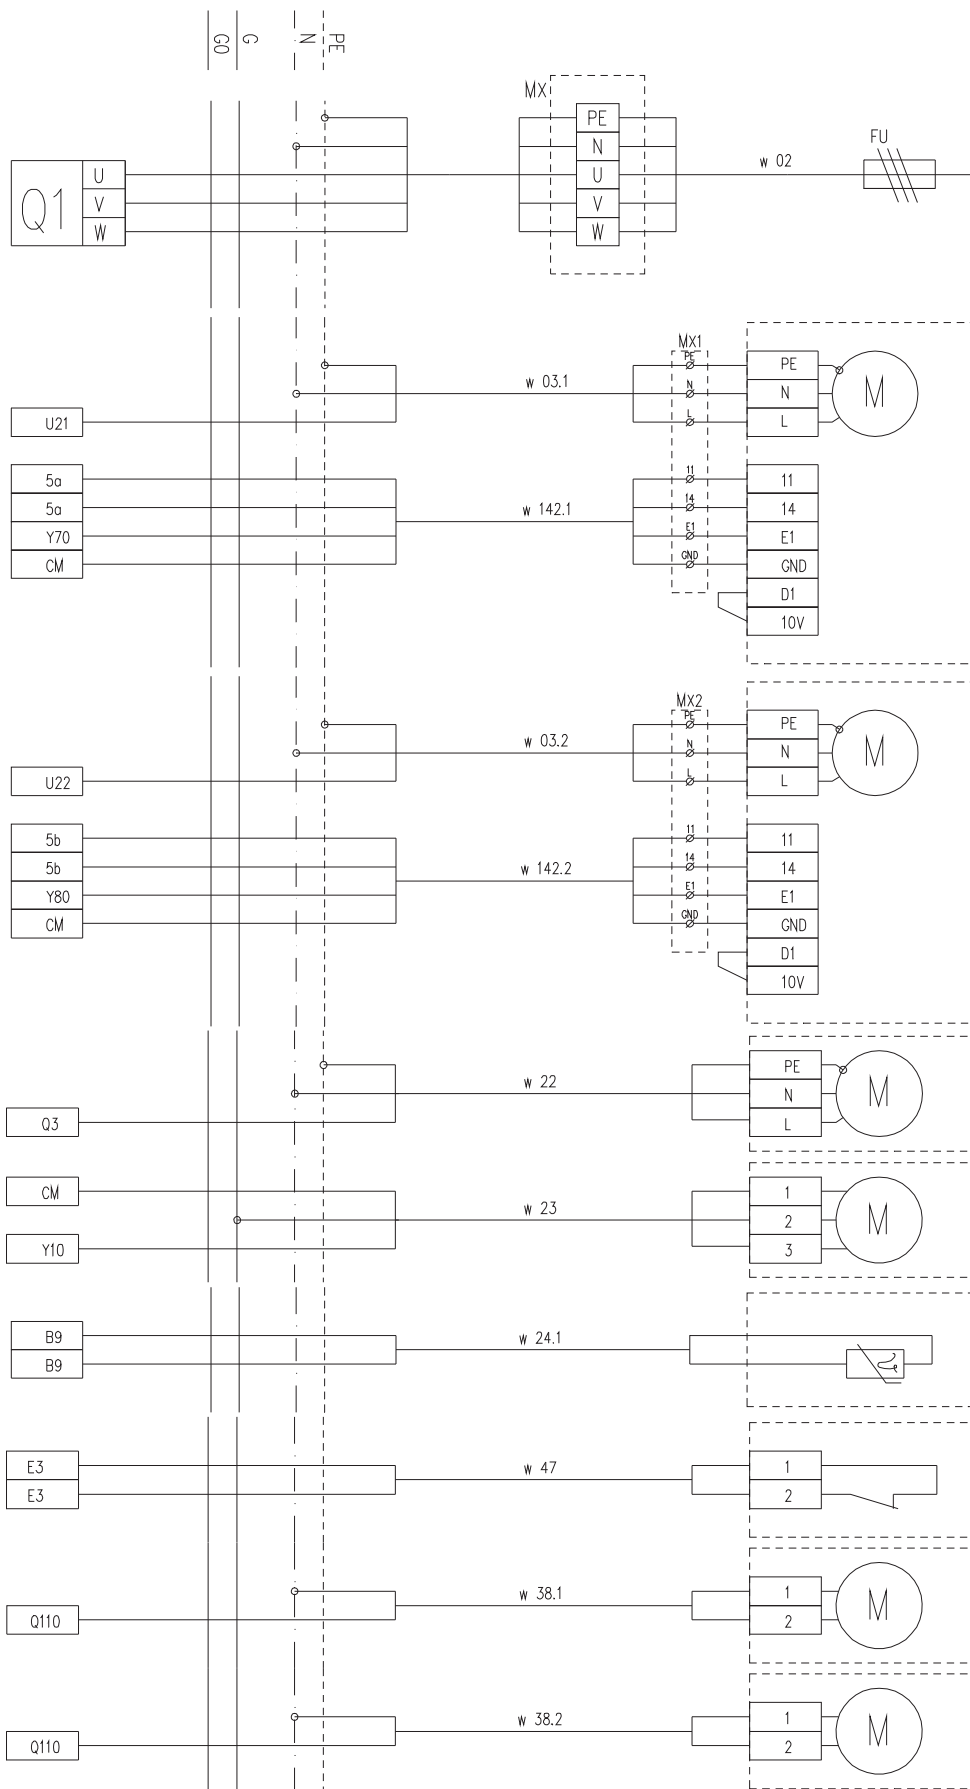 G0 G N PE
MX
PE
N
U
V
W
FU
w 02
Q1
U
V
W
MX1
PE
N
L
w 03.1
PE
N
L
M
U21
5a
5a
Y70
CM
w 142.1
11
14
E1
GND
11
14
E1
GND
D1
10V
MX2
PE
N
L
w 03.2
PE
N
L
M
U22
5b
5b
Y80
CM
w 142.2
11
14
E1
GND
11
14
E1
GND
D1
10V
w 22
PE
N
L
M
Q3
CM
Y10
w 23
1
2
3
M
B9
B9
w 24.1
E3
E3
w 47
1
2
Q110
w 38.1
1
2
M
Q110
w 38.2
1
2
M